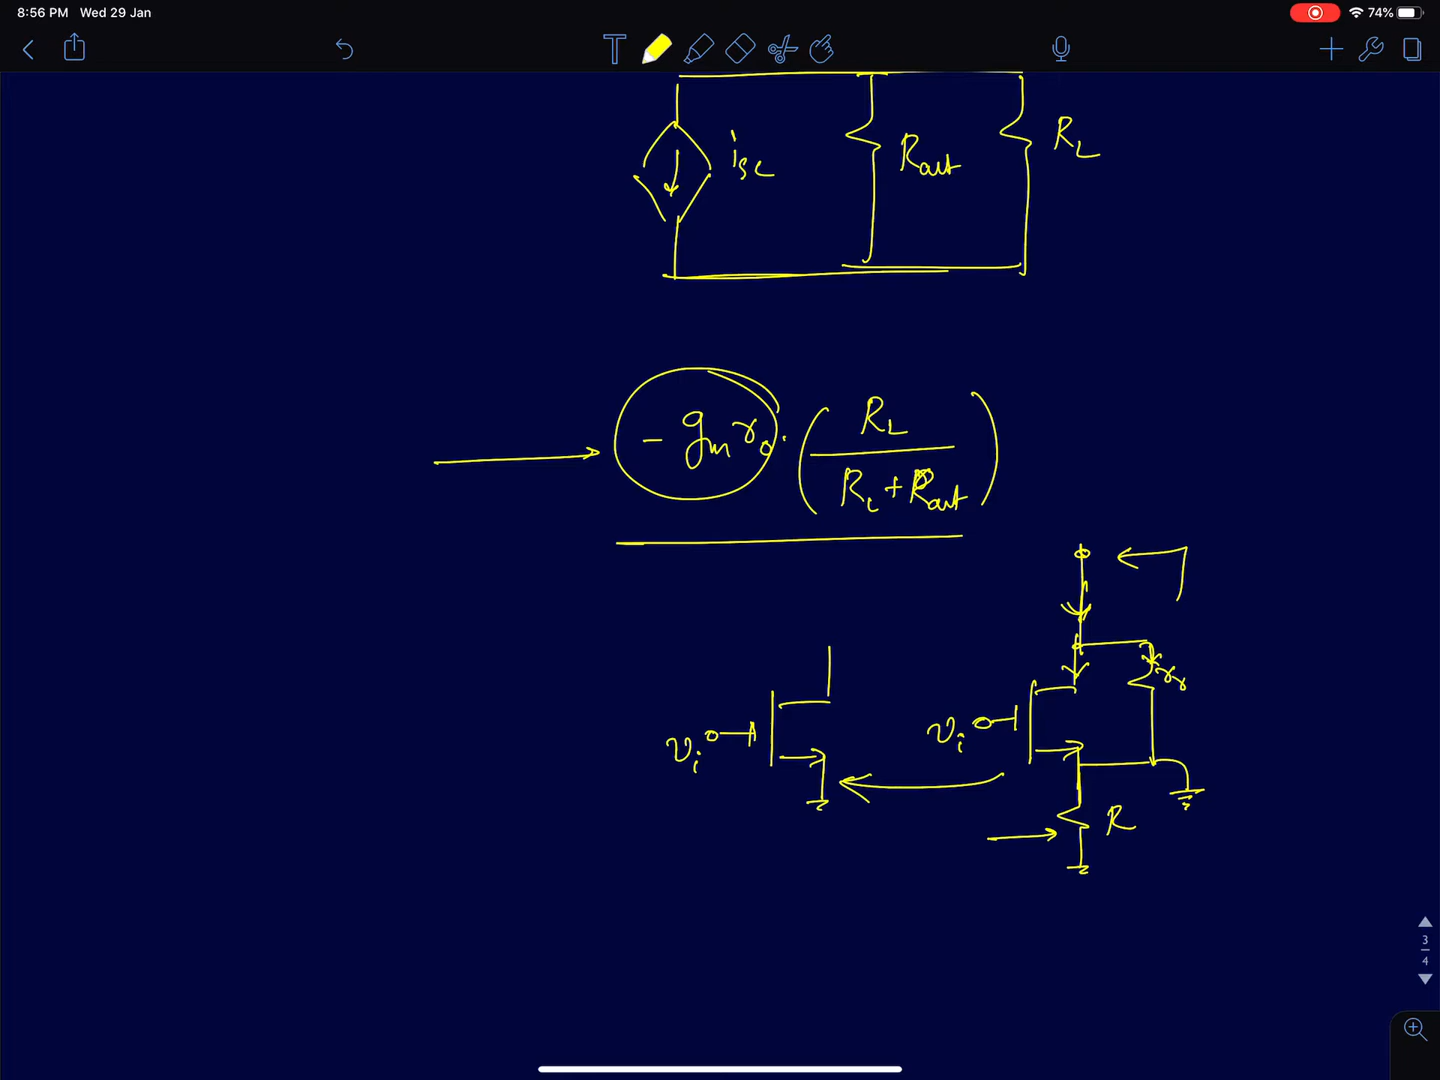 8:56 PM Wed 29 Jan
74%
T
i_sc
R_out
R_L
- g_m r_o . ( R_L / R_L + R_out )
v_i
v_i
R
3
4